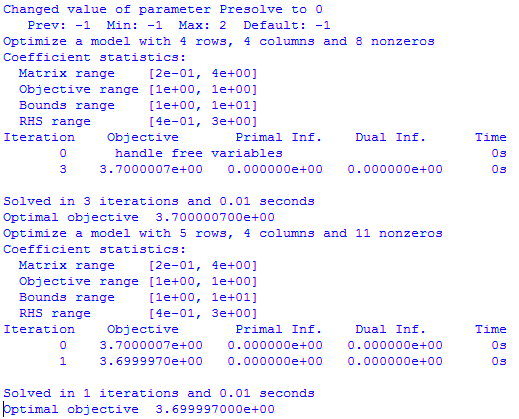 Changed value of parameter Presolve to 0
   Prev: -1  Min: -1  Max: 2  Default: -1
Optimize a model with 4 rows, 4 columns and 8 nonzeros
Coefficient statistics:
  Matrix range     [2e-01, 4e+00]
  Objective range [1e+00, 1e+00]
  Bounds range     [1e+00, 1e+01]
  RHS range        [4e-01, 3e+00]
Iteration    Objective       Primal Inf.    Dual Inf.      Time
       0      handle free variables                          0s
       3    3.7000007e+00   0.000000e+00   0.000000e+00      0s

Solved in 3 iterations and 0.01 seconds
Optimal objective  3.700000700e+00
Optimize a model with 5 rows, 4 columns and 11 nonzeros
Coefficient statistics:
  Matrix range     [2e-01, 4e+00]
  Objective range [1e+00, 1e+00]
  Bounds range     [1e+00, 1e+01]
  RHS range        [4e-01, 3e+00]
Iteration    Objective       Primal Inf.    Dual Inf.      Time
       0    3.7000007e+00   0.000000e+00   0.000000e+00      0s
       1    3.6999970e+00   0.000000e+00   0.000000e+00      0s

Solved in 1 iterations and 0.01 seconds
Optimal objective  3.699997000e+00